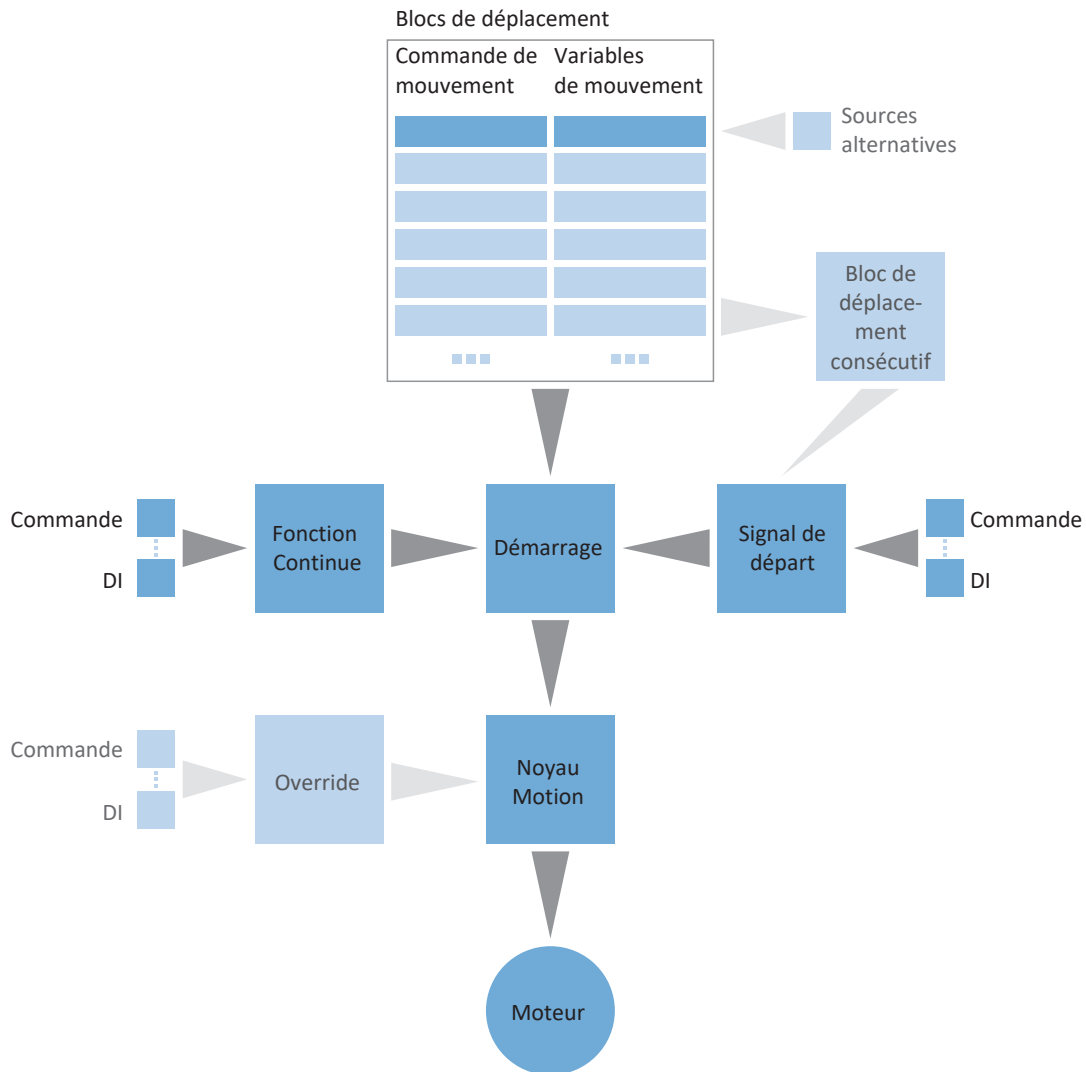 Blocs de déplacement
Commande de
mouvement
Variables
de mouvement
Sources
alternatives
Bloc de
déplace-
ment
consécutif
Commande
DI
Fonction
Continue
Démarrage
Signal de
départ
Commande
DI
Commande
DI
Override
Noyau
Motion
Moteur